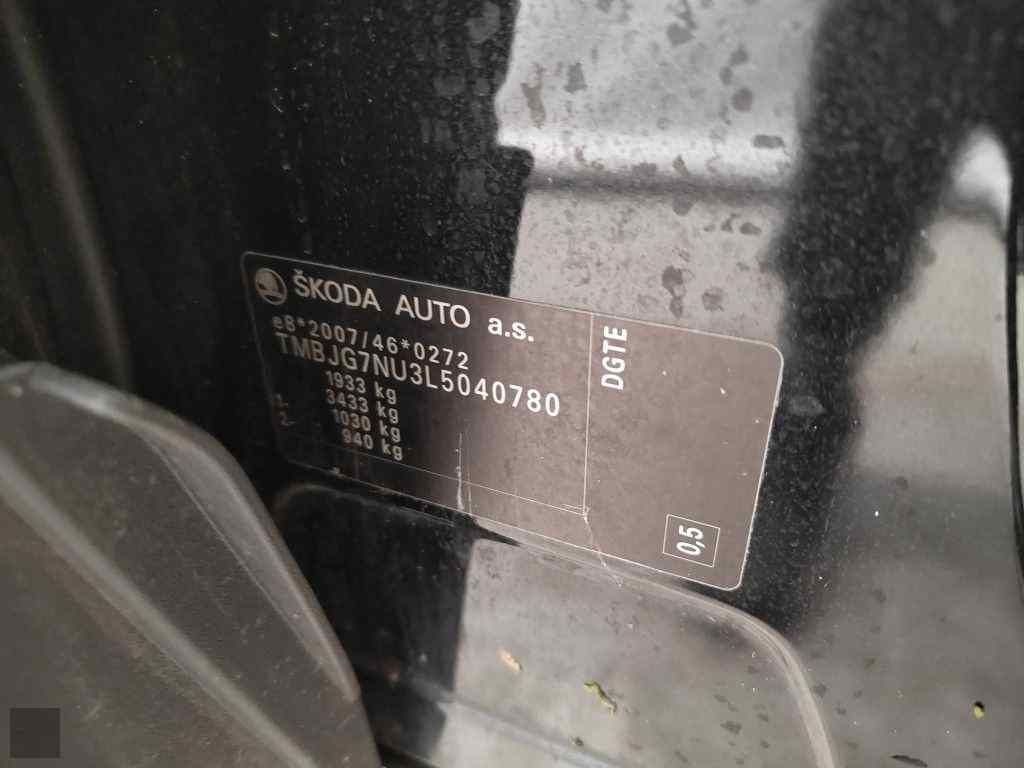 ŠKODA AUTO a.s.
e8*2007/46*0272
TMBJG7NU3L5040780
1933 kg
3433 kg
1- 1030 kg
2- 940 kg
DGTE
0,5